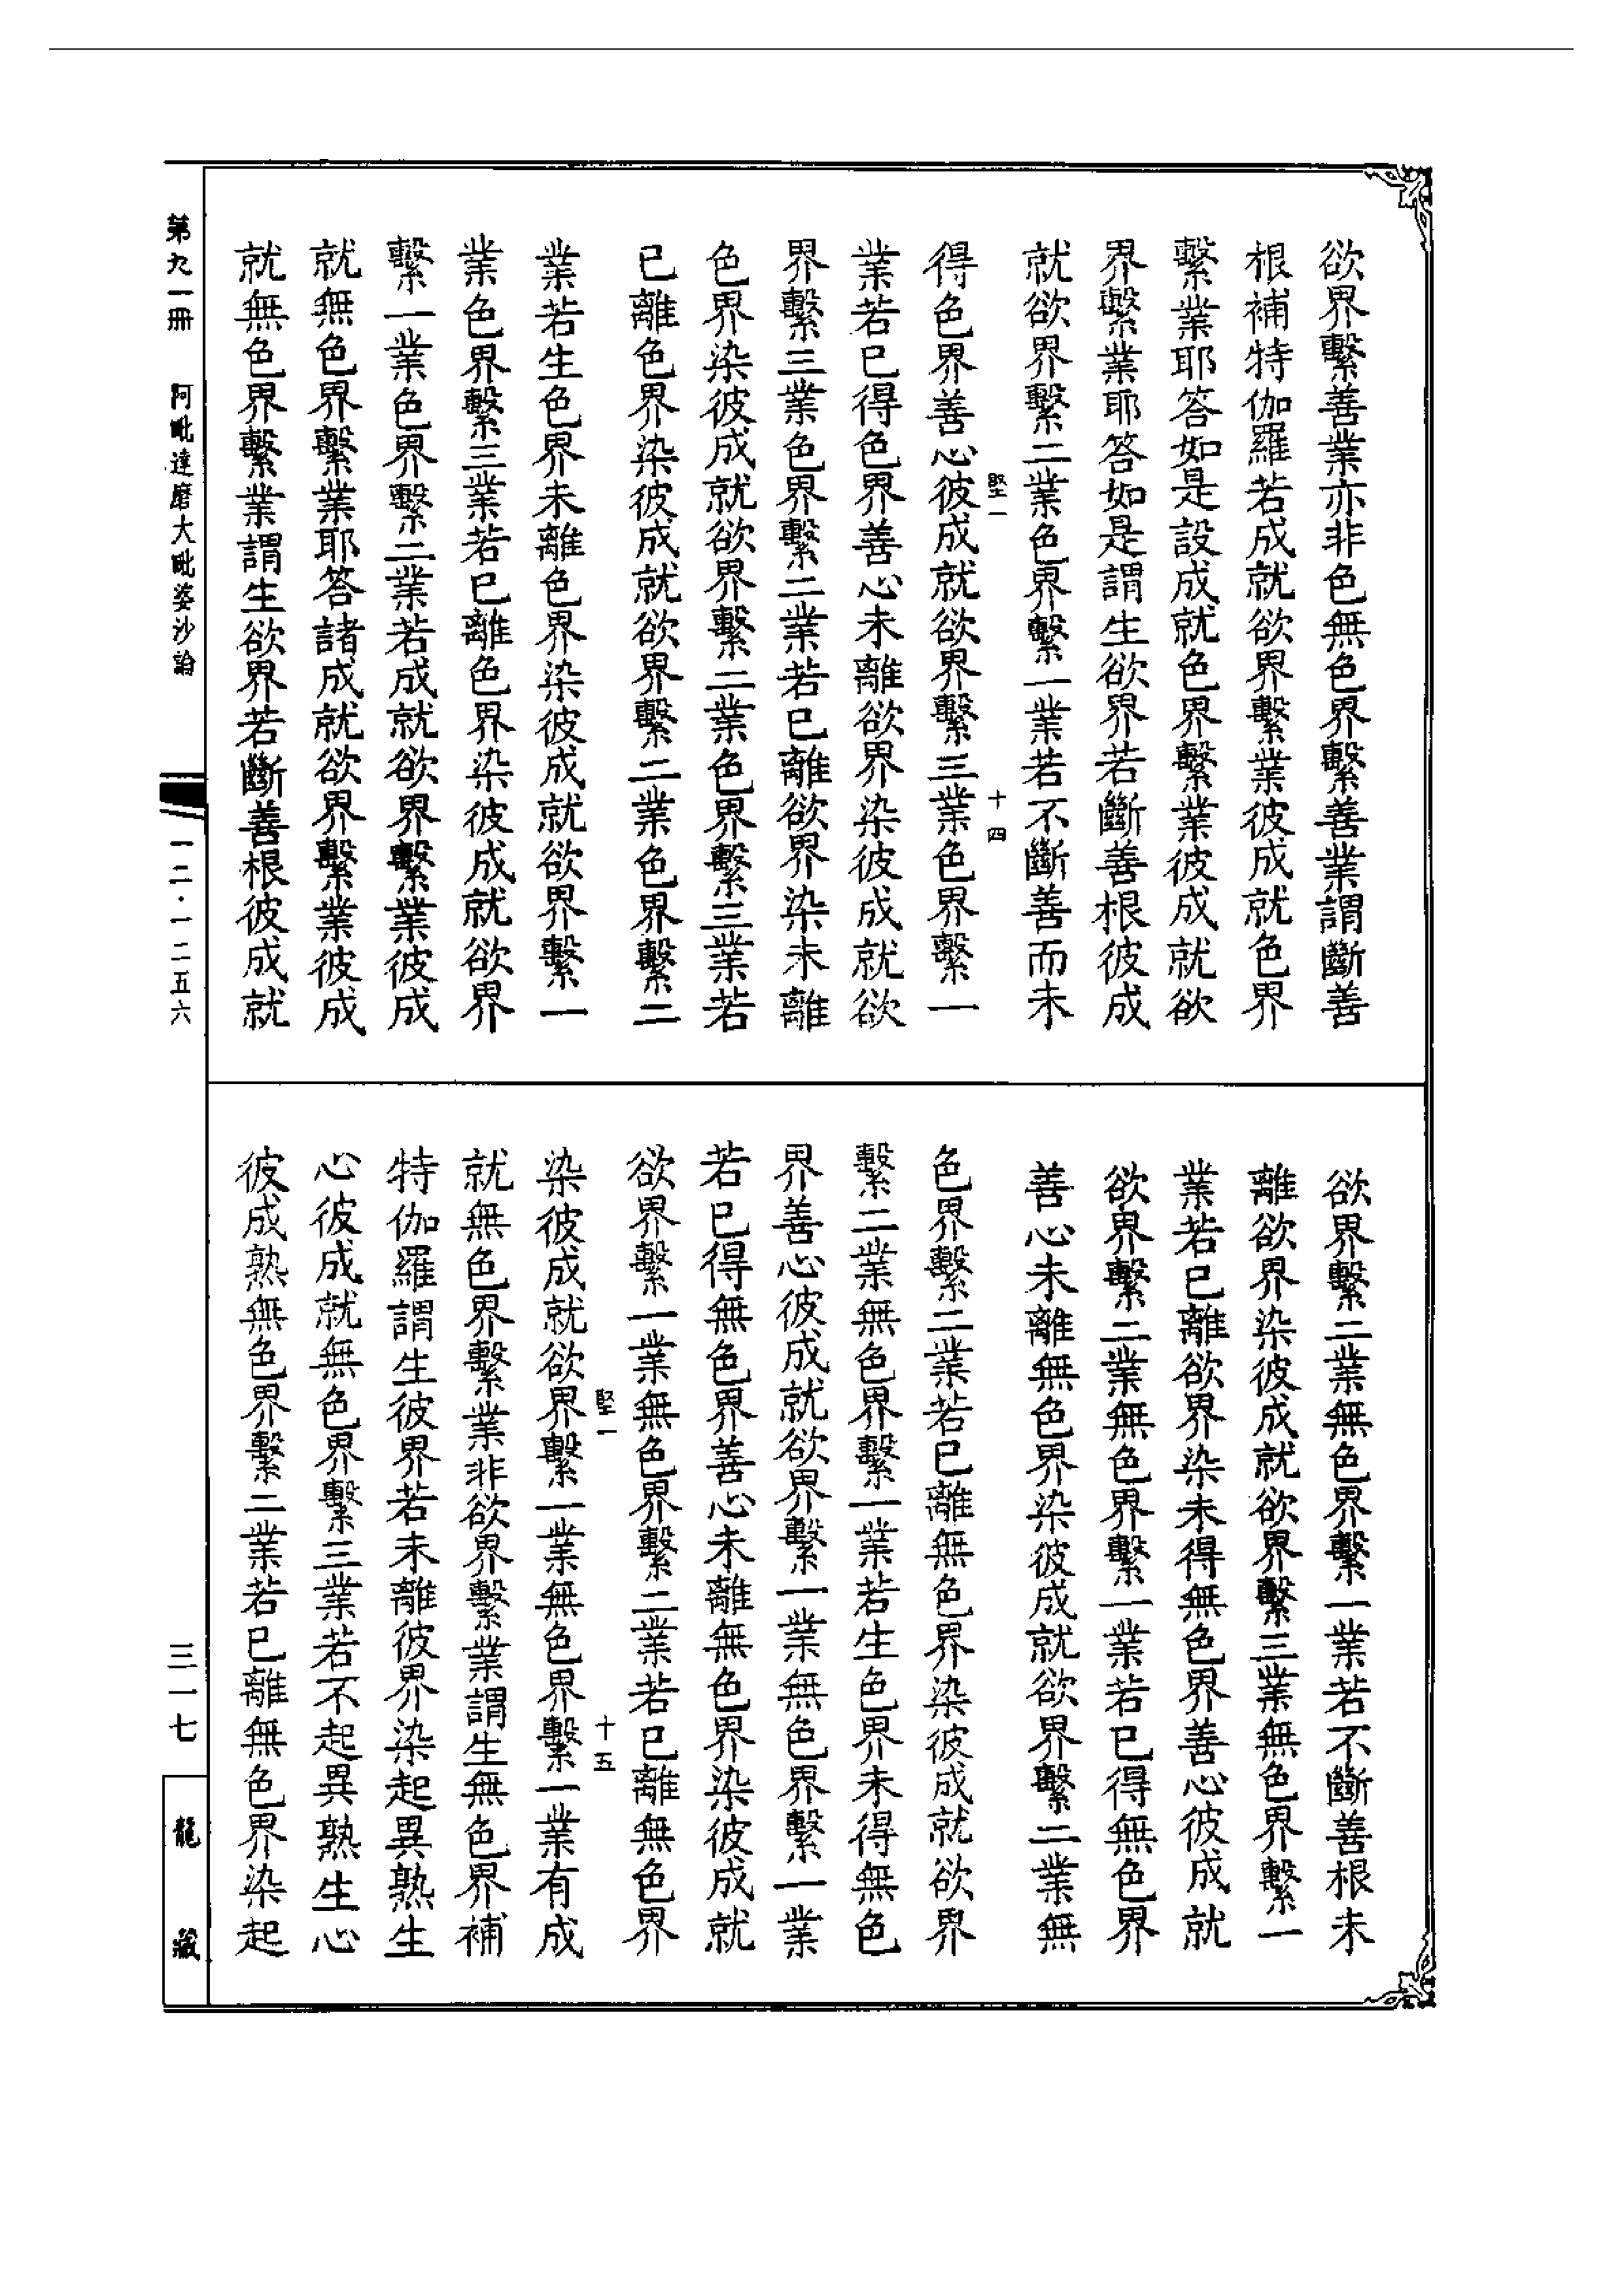 欲界繫善業亦非色無色界繫善業謂斷善
根補特伽羅若成就欲界繫業彼成就色界
繫業耶答如是設成就色界繫業彼成就欲
界繫業耶答如是謂生欲界若斷善根彼成
就欲界繫二業色界繫一業若不斷善而未
堅一 十四
得色界善心彼成就欲界繫三業色界繫一
業若已得色界善心未離欲界染彼成就欲
界繫三業色界繫二業若已離欲界染未離
色界染彼成就欲界繫二業色界繫三業若
已離色界染彼成就欲界繫二業色界繫二
業若生色界未離色界染彼成就欲界繫一
業色界繫三業若已離色界染彼成就欲界
繫一業色界繫二業若成就欲界繫業彼成
就無色界繫業耶答諸成就欲界繫業彼成
就無色界繫業謂生欲界若斷善根彼成就
欲界繫二業無色界繫一業若不斷善根未
離欲界染彼成就欲界繫三業無色界繫一
業若已離欲界染未得無色界善心彼成就
欲界繫二業無色界繫一業若已得無色界
善心未離無色界染彼成就欲界繫二業無
色界繫二業若已離無色界染彼成就欲界
繫二業無色界繫一業若生色界未得無色
界善心彼成就欲界繫一業無色界繫一業
若已得無色界善心未離無色界染彼成就
欲界繫一業無色界繫二業若已離無色界
堅一 十五
染彼成就欲界繫一業無色界繫一業有成
就無色界繫業非欲界繫業謂生無色界補
特伽羅謂生彼界若未離彼界染起異熟生
心彼成就無色界繫三業若不起異熟生心
彼成熟無色界繫二業若已離無色界染起
第九一冊 阿毗達磨大毗婆沙論
一二·一二五六
三一七
龍藏